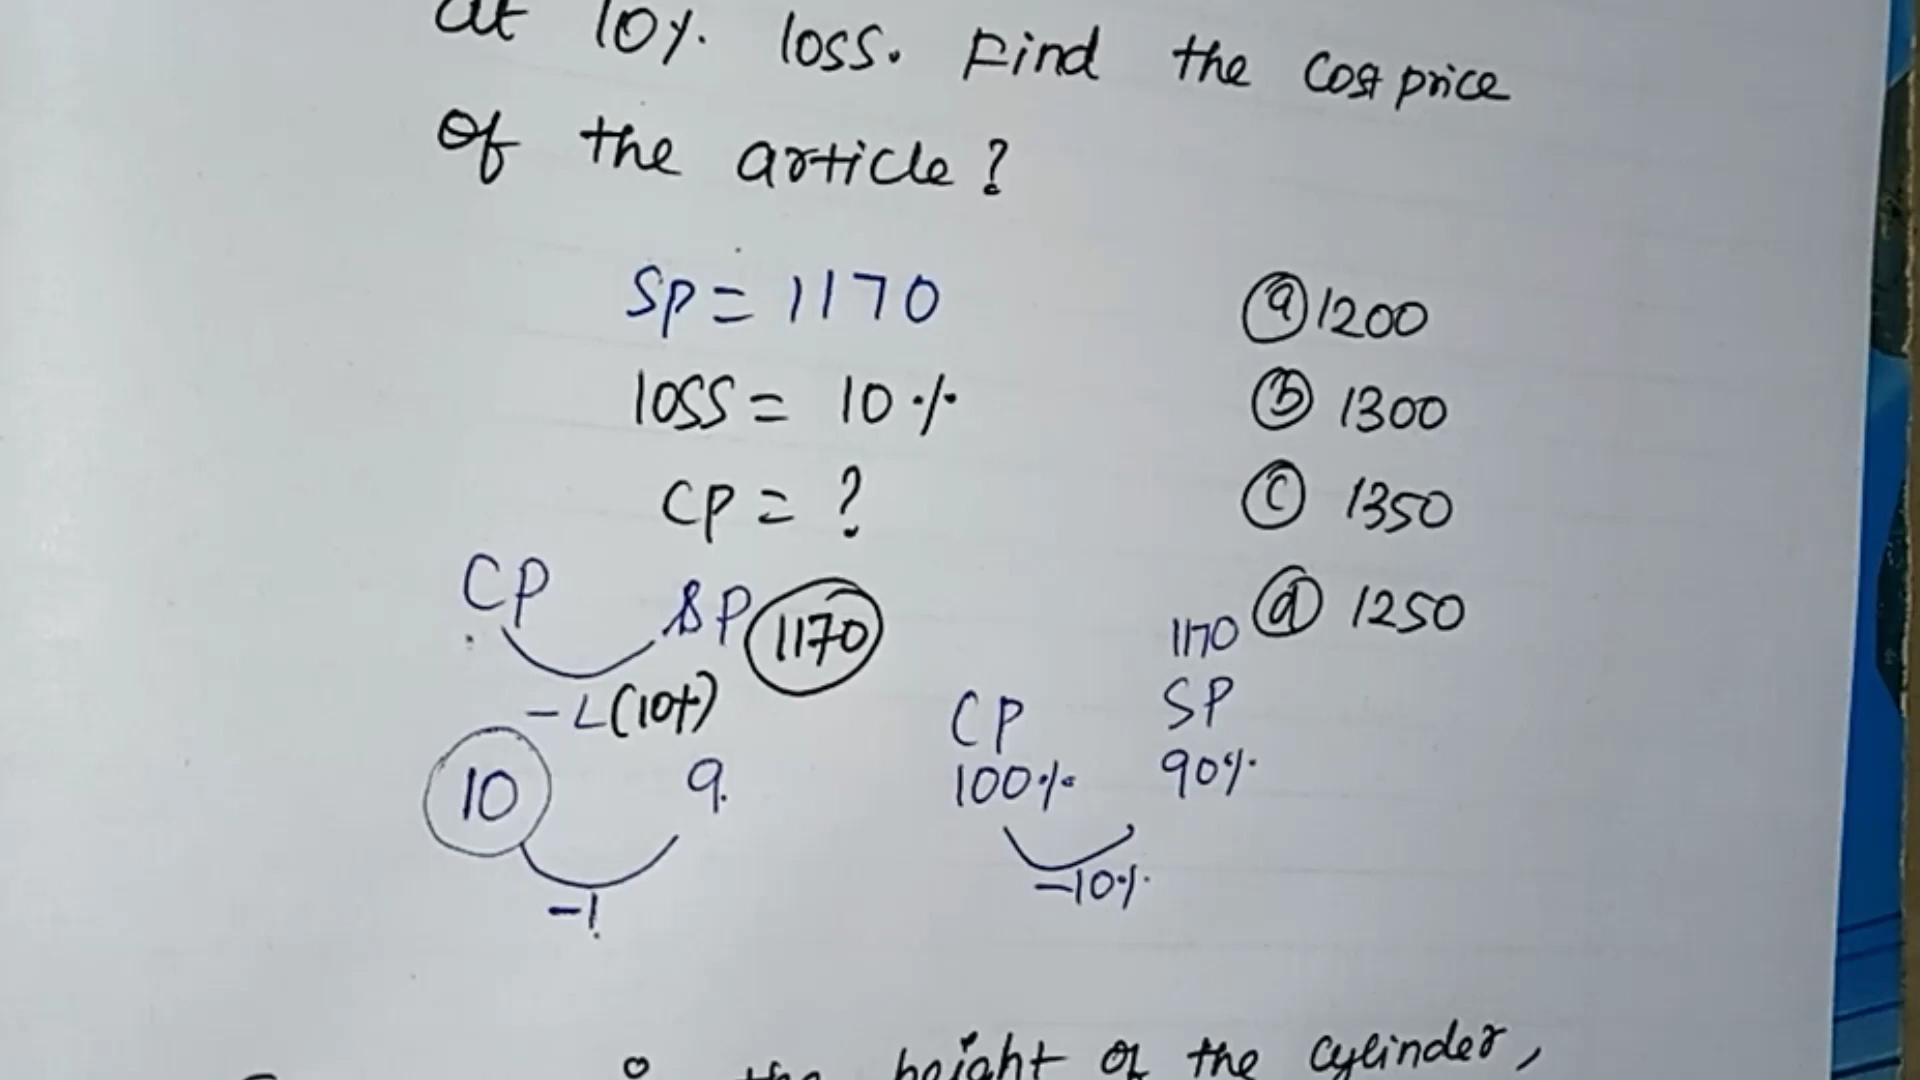 at 10%. loss. Find the Cost price
of the article?
SP = 1170
loss = 10 %
CP = ?
ⓐ 1200
ⓑ 1300
ⓒ 1350
ⓓ 1250
CP SP 1170
- L (10%)
10 9.
-1
1170
CP SP
100% 90%
-10%
the height of the cylinder,